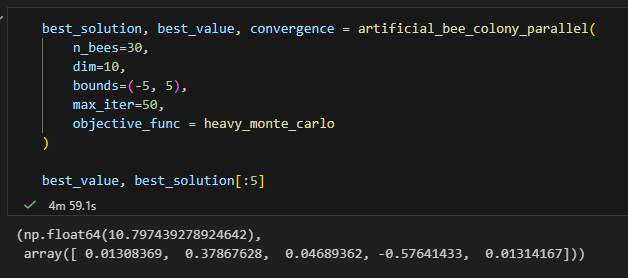 best_solution, best_value, convergence = artificial_bee_colony_parallel(
    n_bees=30,
    dim=10,
    bounds=(-5, 5),
    max_iter=50,
    objective_func = heavy_monte_carlo
)
best_value, best_solution[:5]
4m 59.1s
(np.float64(10.797439278924642),
 array([ 0.01308369,  0.37867628,  0.04689362, -0.57641433,  0.01314167]))